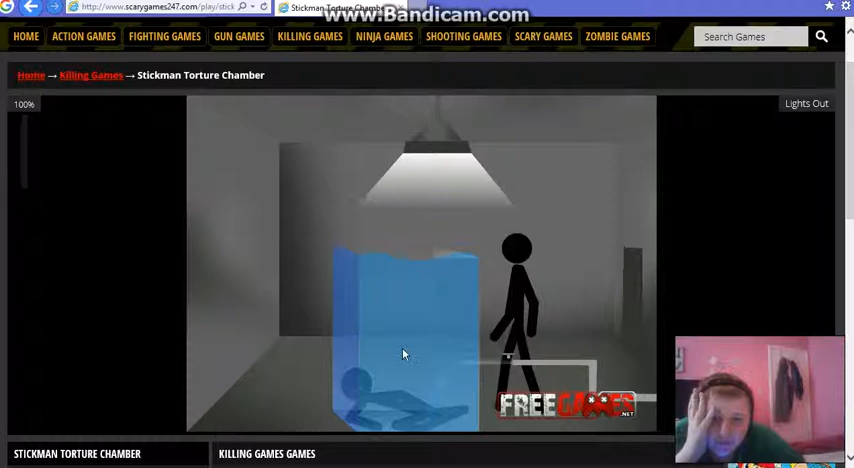 www.Bandicam.com
http://www.scarygames247.com/play/stick
Stickman Torture Chamber
HOME ACTION GAMES FIGHTING GAMES GUN GAMES KILLING GAMES NINJA GAMES SHOOTING GAMES SCARY GAMES ZOMBIE GAMES Search Games
Home → Killing Games → Stickman Torture Chamber
100% Lights Out
FREEGAMES.NET
STICKMAN TORTURE CHAMBER KILLING GAMES GAMES